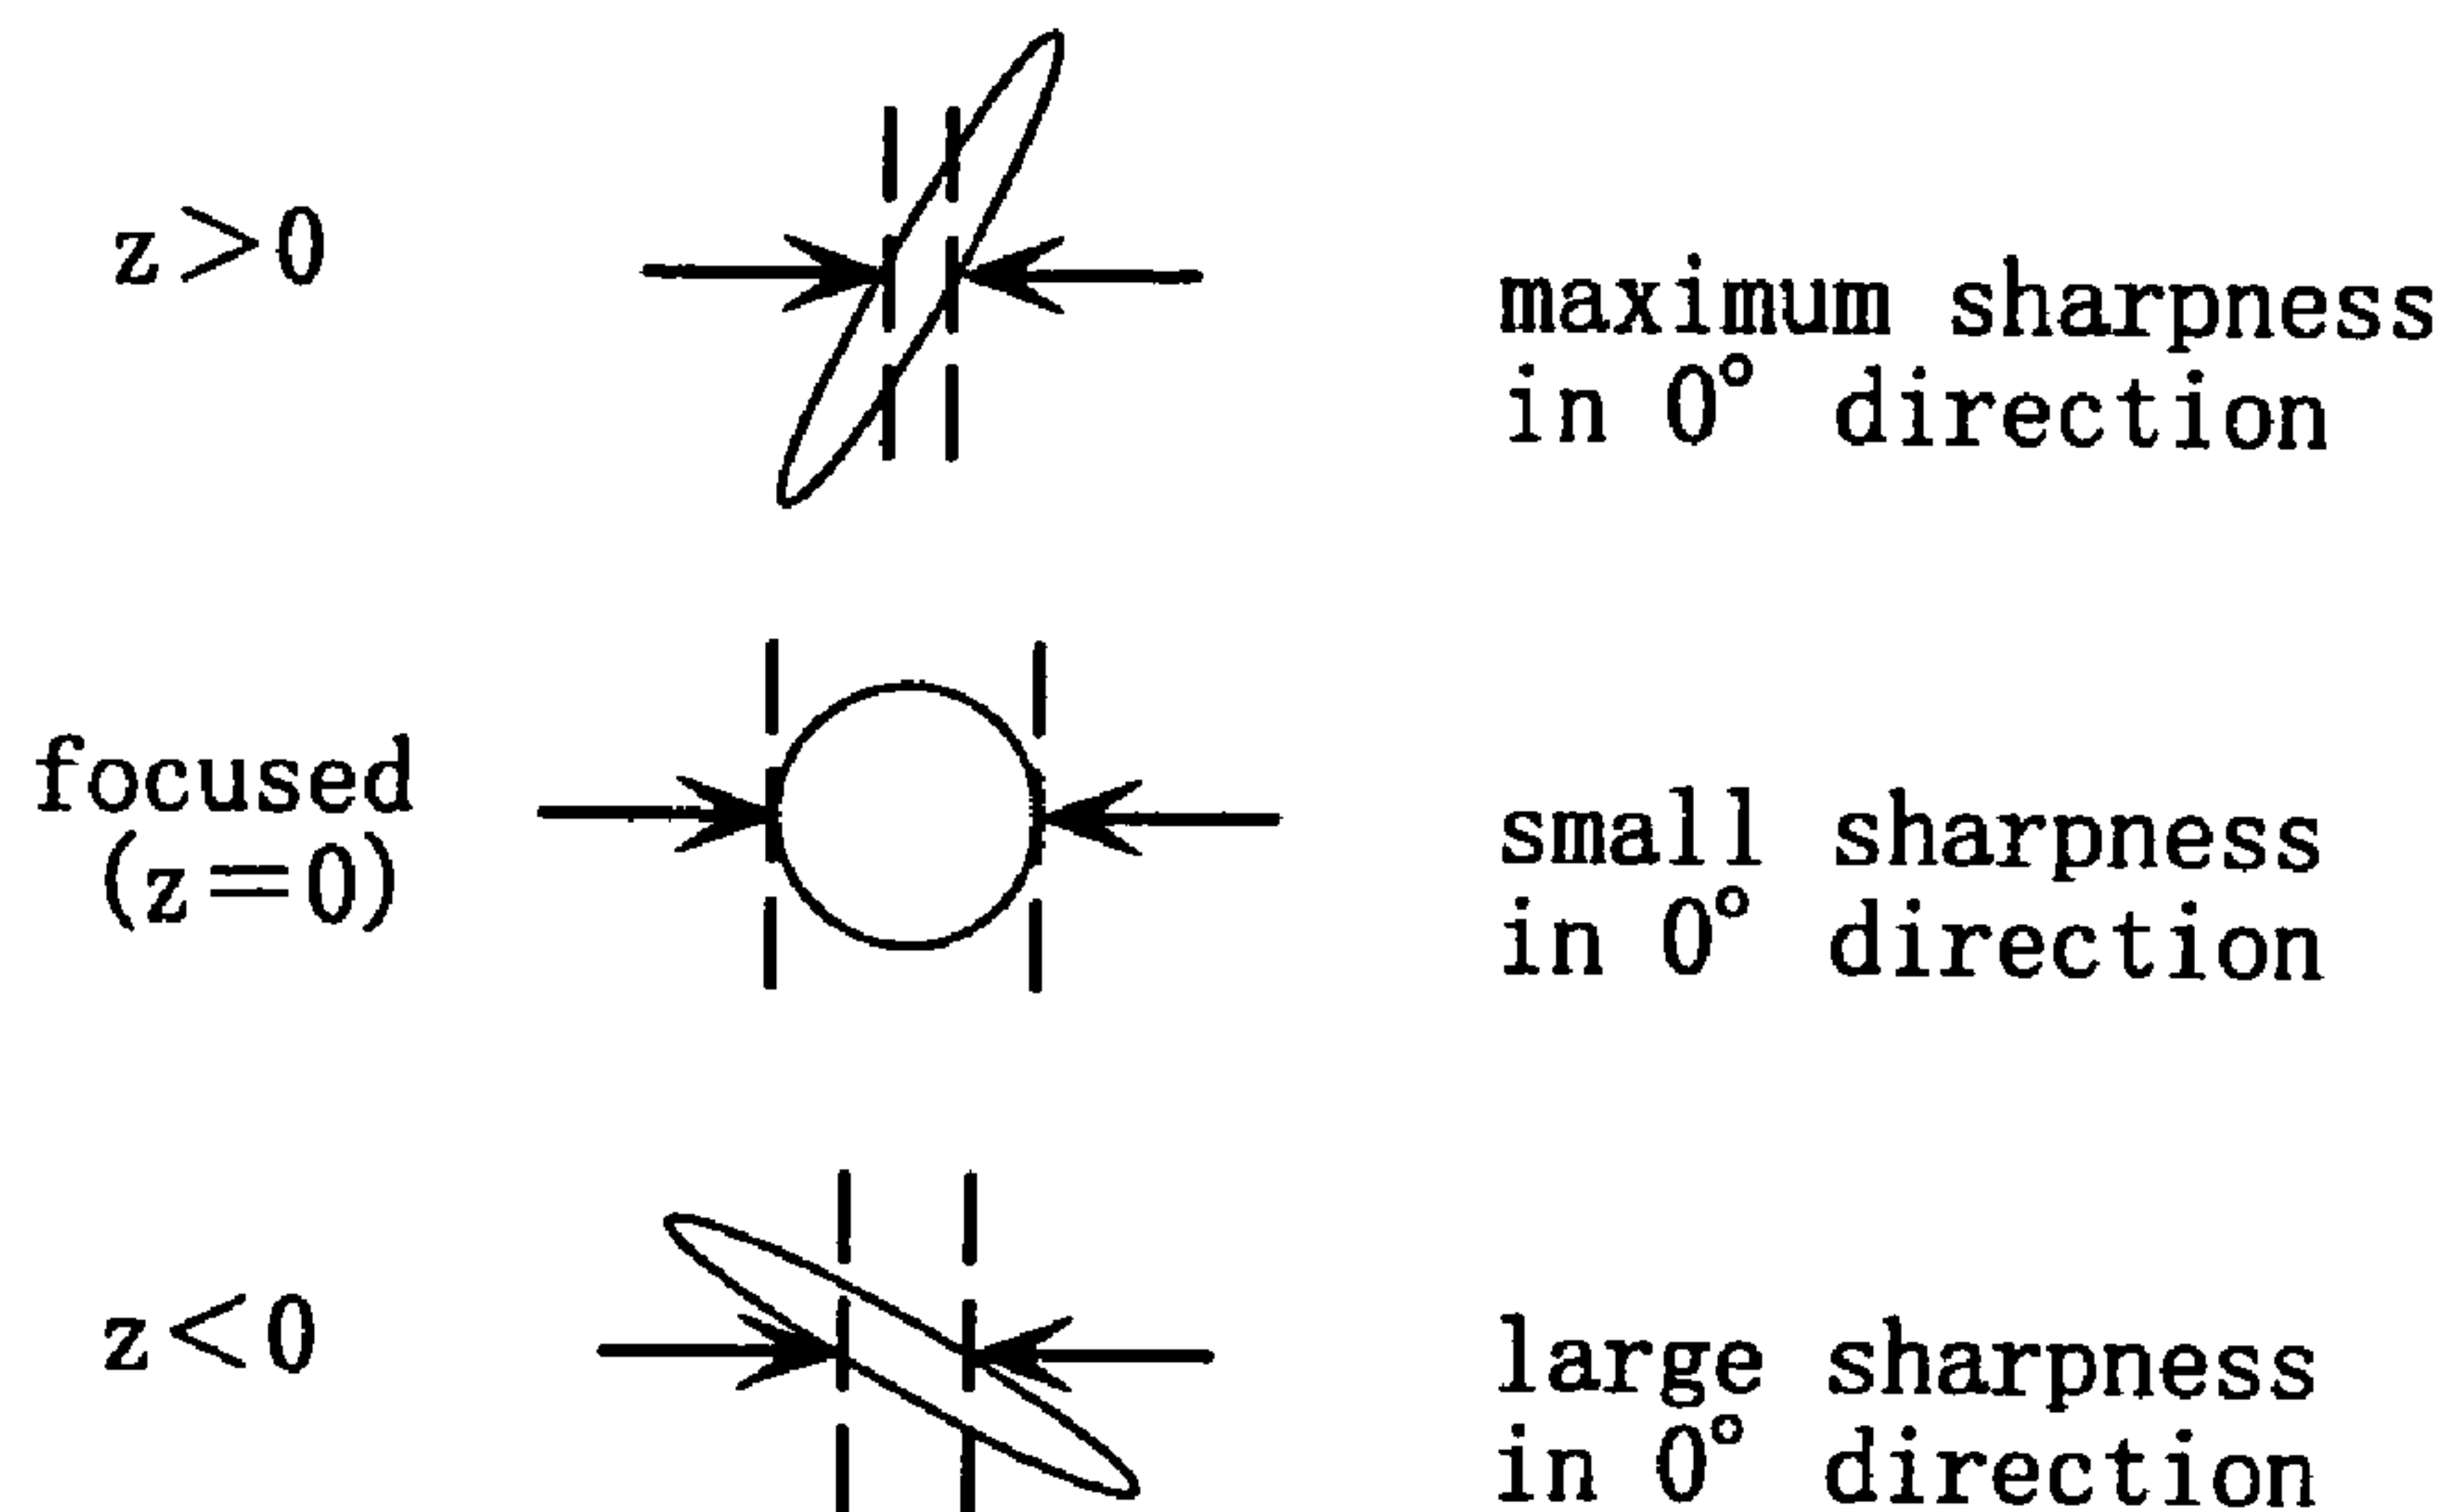 z>0
maximum sharpness
in 0° direction
focused
(z=0)
small sharpness
in 0° direction
z<0
large sharpness
in 0° direction